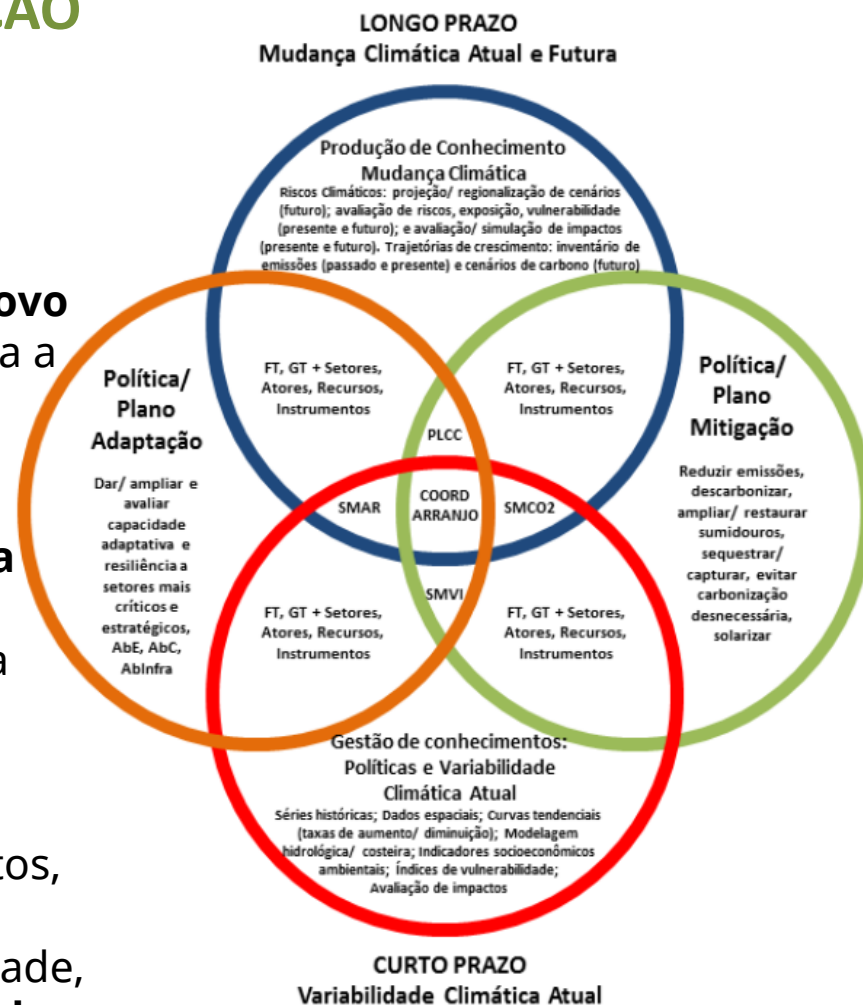 LONGO PRAZO
Mudança Climática Atual e Futura
Produção de Conhecimento
Mudança Climática
Riscos Climáticos: projeção/ regionalização de cenários
(futuro); avaliação de riscos, exposição, vulnerabilidade
(presente e futuro); e avaliação/ simulação de impactos
(presente e futuro). Trajetórias de crescimento: inventário de
emissões (passado e presente) e cenários de carbono (futuro)
Política/
Plano
Adaptação
Dar/ ampliar e
avaliar
capacidade
adaptativa e
resiliência a
setores mais
críticos e
estratégicos,
AbE, AbC,
AbInfra
FT, GT + Setores,
Atores, Recursos,
Instrumentos
FT, GT + Setores,
Atores, Recursos,
Instrumentos
PLCC
SMAR
COORD
ARRANJO
SMCO2
SMVI
FT, GT + Setores,
Atores, Recursos,
Instrumentos
FT, GT + Setores,
Atores, Recursos,
Instrumentos
Política/
Plano
Mitigação
Reduzir emissões,
descarbonizar,
ampliar/ restaurar
sumidouros,
sequestrar/
capturar, evitar
carbonização
desnecessária,
solarizar
Gestão de conhecimentos:
Políticas e Variabilidade
Climática Atual
Séries históricas; Dados espaciais; Curvas tendenciais
(taxas de aumento/ diminuição); Modelagem
hidrológica/ costeira; Indicadores socioeconômicos
ambientais; Índices de vulnerabilidade;
Avaliação de impactos
CURTO PRAZO
Variabilidade Climática Atual